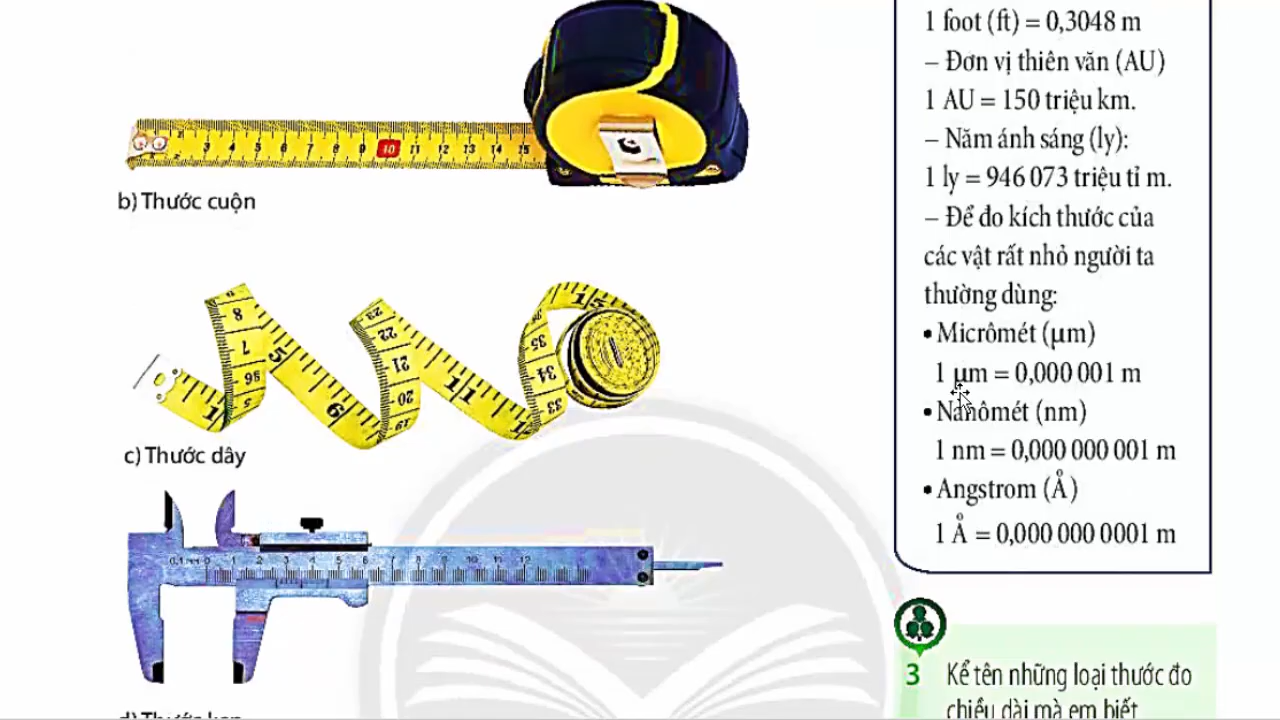 b) Thước cuộn
c) Thước dây
d) Thước kẹp
1 foot (ft) = 0,3048 m
– Đơn vị thiên văn (AU)
1 AU = 150 triệu km.
– Năm ánh sáng (ly):
1 ly = 946 073 triệu tỉ m.
– Để đo kích thước của
các vật rất nhỏ người ta
thường dùng:
• Micrômét (μm)
1 μm = 0,000 001 m
• Nanômét (nm)
1 nm = 0,000 000 001 m
• Angstrom (Å)
1 Å = 0,000 000 0001 m
3 Kể tên những loại thước đo
chiều dài mà em biết